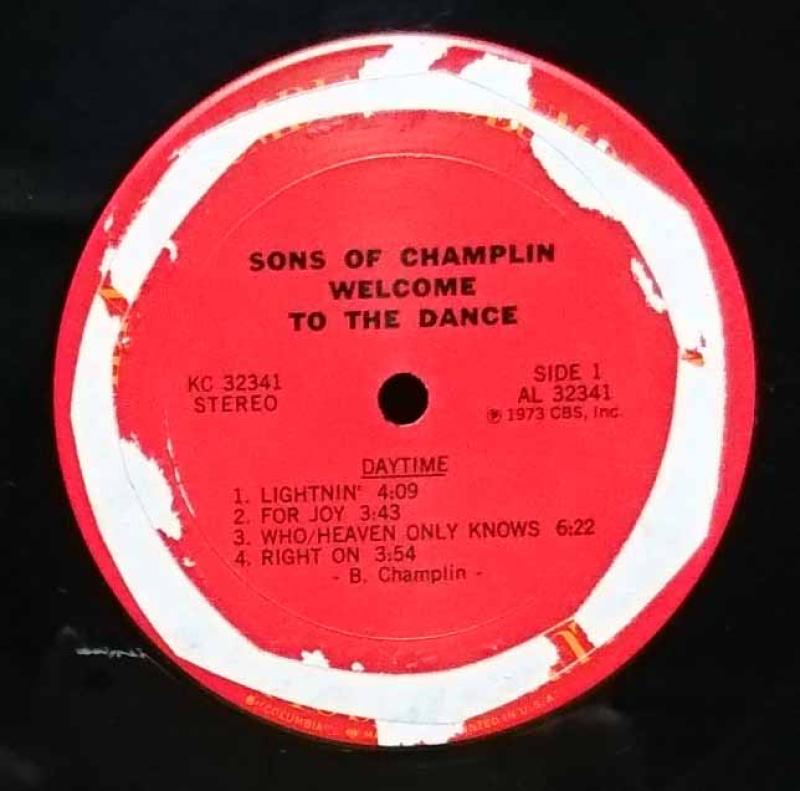 SONS OF CHAMPLIN
WELCOME
TO THE DANCE
KC 32341
STEREO
SIDE 1
AL 32341
℗ 1973 CBS, Inc.
DAYTIME
1. LIGHTNIN' 4:09
2. FOR JOY 3:43
3. WHO/HEAVEN ONLY KNOWS 6:22
4. RIGHT ON 3:54
- B. Champlin -
"COLUMBIA"
IN U.S.A.